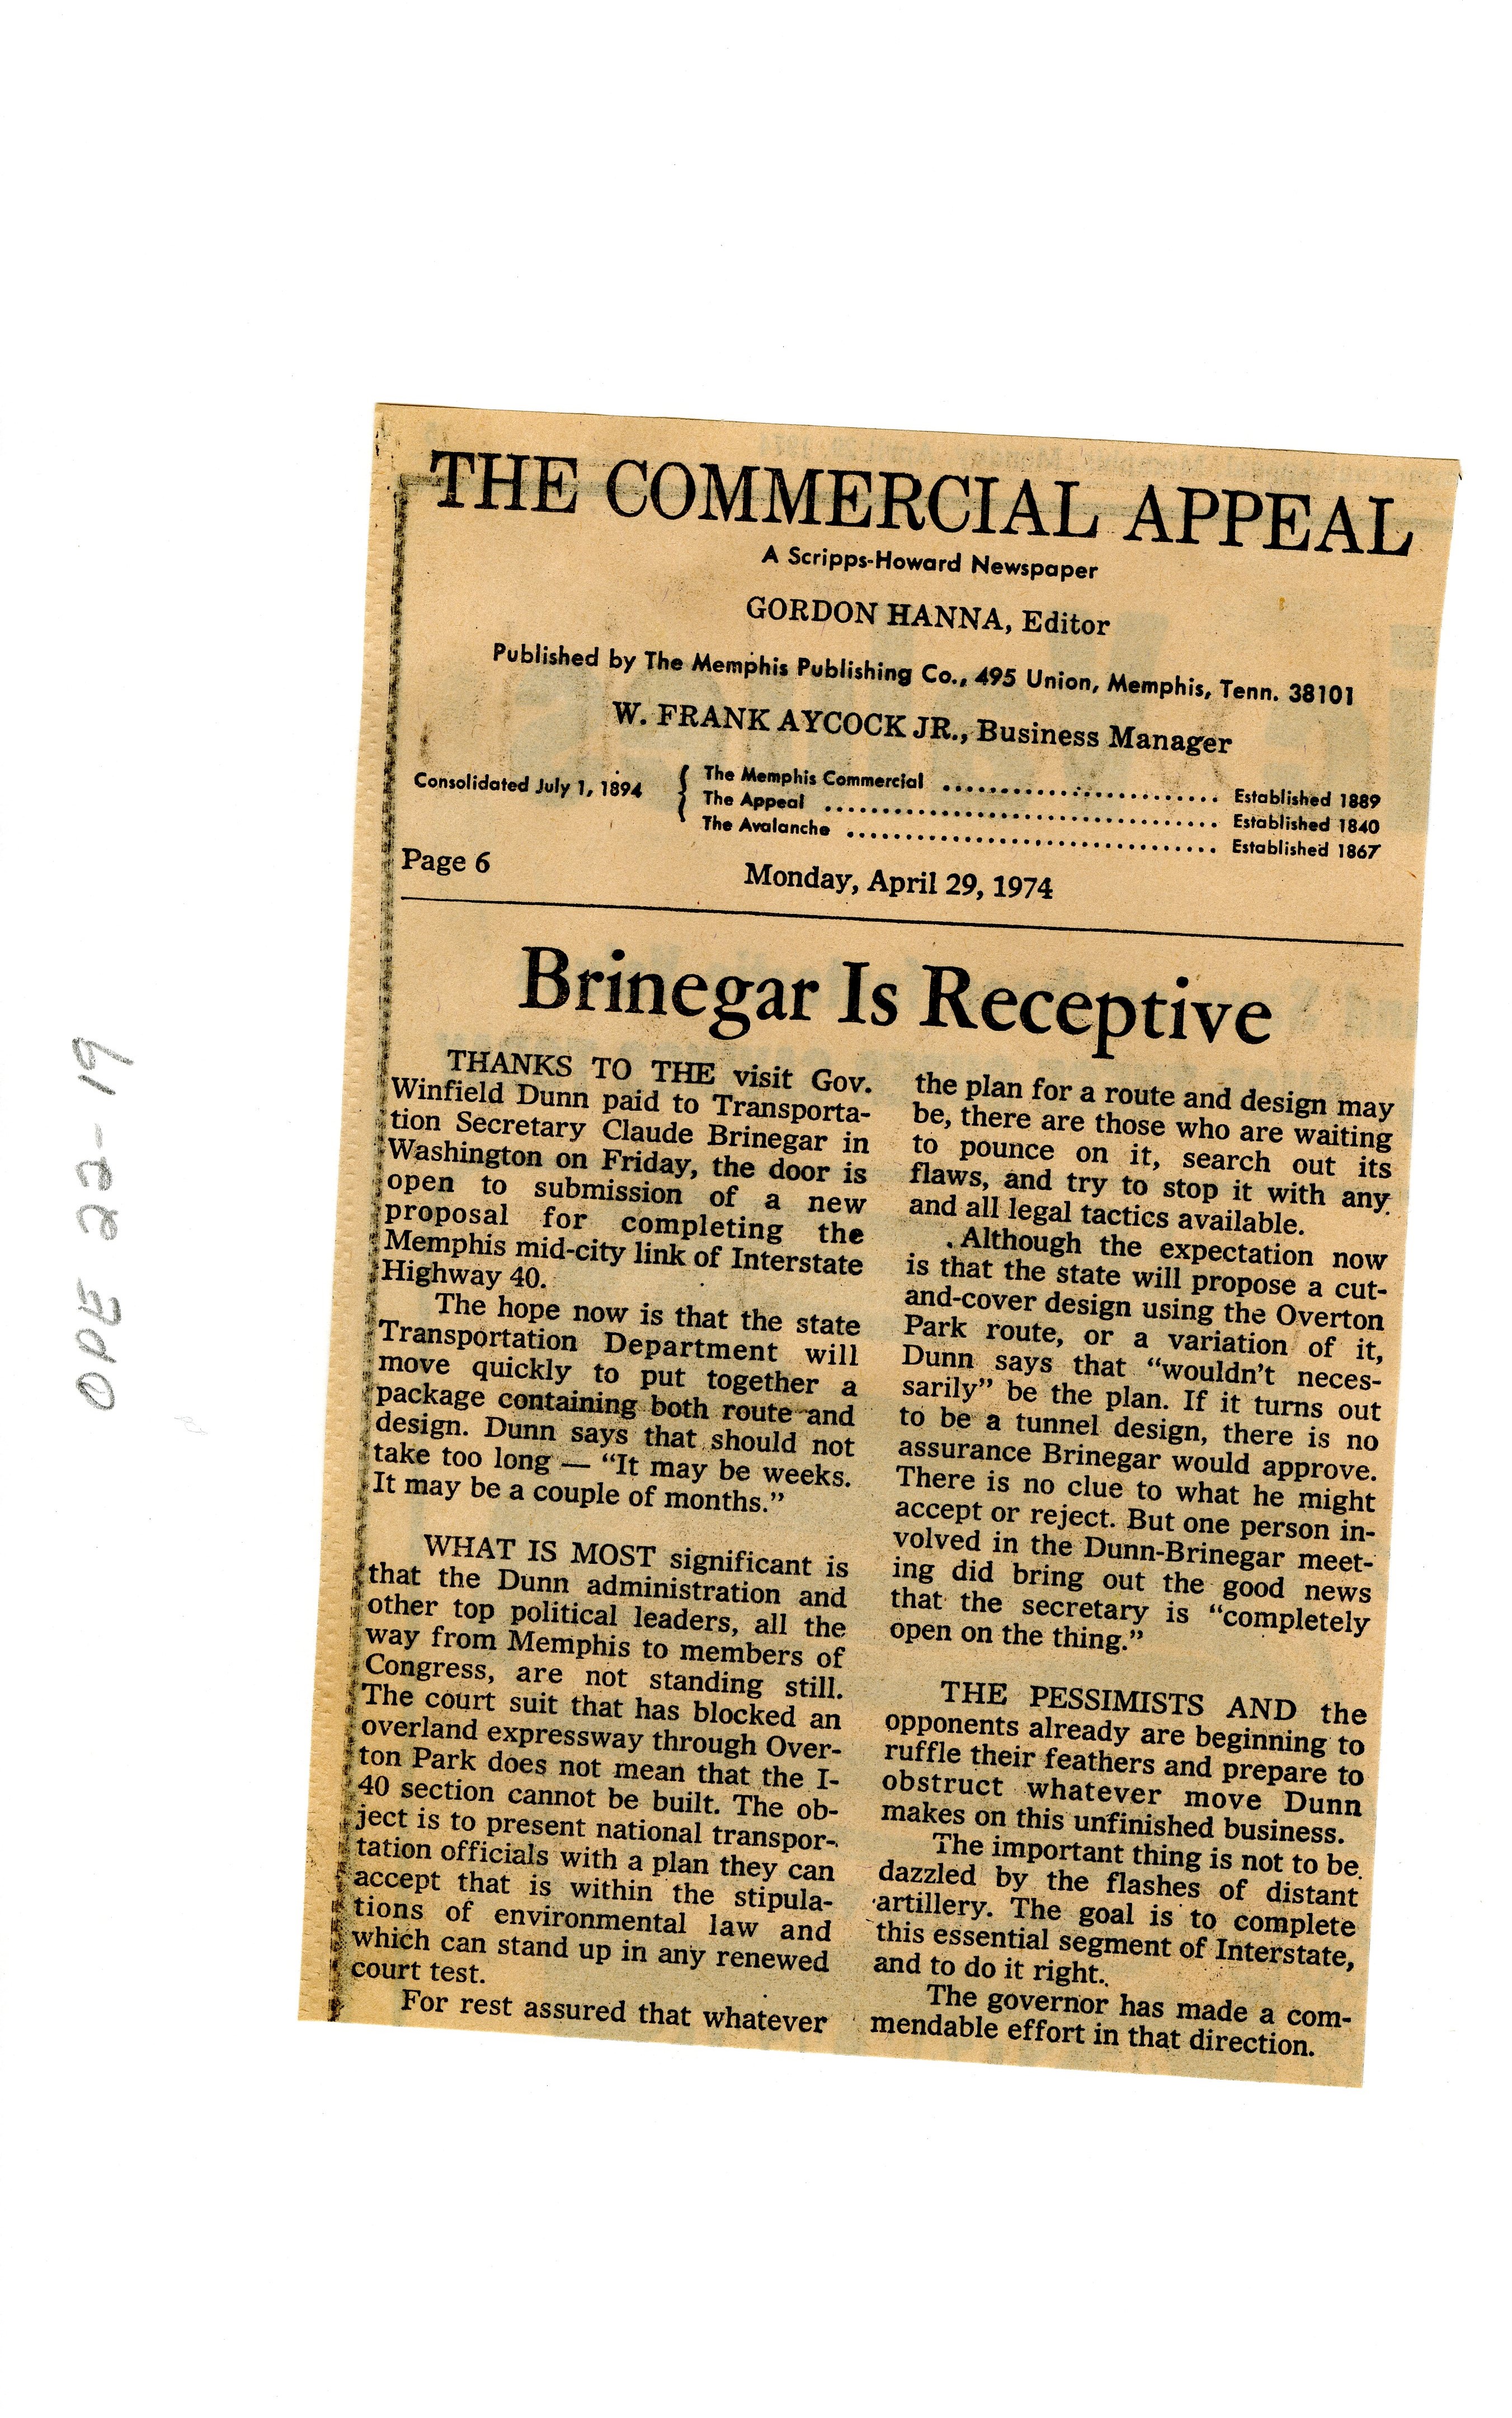 THE COMMERCIAL APPEAL
A Scripps-Howard Newspaper
GORDON HANNA, Editor
Published by The Memphis Publishing Co., 495 Union, Memphis, Tenn. 38101
W. FRANK AYCOCK JR., Business Manager
Consolidated July 1, 1894 { The Memphis Commercial ........................ Established 1889
The Appeal .................................. Established 1840
The Avalanche ................................ Established 1867
Page 6
Monday, April 29, 1974
Brinegar Is Receptive
THANKS TO THE visit Gov.
Winfield Dunn paid to Transporta-
tion Secretary Claude Brinegar in
Washington on Friday, the door is
open to submission of a new
proposal for completing the
Memphis mid-city link of Interstate
Highway 40.
The hope now is that the state
Transportation Department will
move quickly to put together a
package containing both route and
design. Dunn says that should not
take too long — “It may be weeks.
It may be a couple of months.”
WHAT IS MOST significant is
that the Dunn administration and
other top political leaders, all the
way from Memphis to members of
Congress, are not standing still.
The court suit that has blocked an
overland expressway through Over-
ton Park does not mean that the I-
40 section cannot be built. The ob-
ject is to present national transpor-
tation officials with a plan they can
accept that is within the stipula-
tions of environmental law and
which can stand up in any renewed
court test.
For rest assured that whatever
the plan for a route and design may
be, there are those who are waiting
to pounce on it, search out its
flaws, and try to stop it with any
and all legal tactics available.
Although the expectation now
is that the state will propose a cut-
and-cover design using the Overton
Park route, or a variation of it,
Dunn says that “wouldn’t neces-
sarily” be the plan. If it turns out
to be a tunnel design, there is no
assurance Brinegar would approve.
There is no clue to what he might
accept or reject. But one person in-
volved in the Dunn-Brinegar meet-
ing did bring out the good news
that the secretary is “completely
open on the thing.”
THE PESSIMISTS AND the
opponents already are beginning to
ruffle their feathers and prepare to
obstruct whatever move Dunn
makes on this unfinished business.
The important thing is not to be
dazzled by the flashes of distant
artillery. The goal is to complete
this essential segment of Interstate,
and to do it right.
The governor has made a com-
mendable effort in that direction.
OPE 22-19